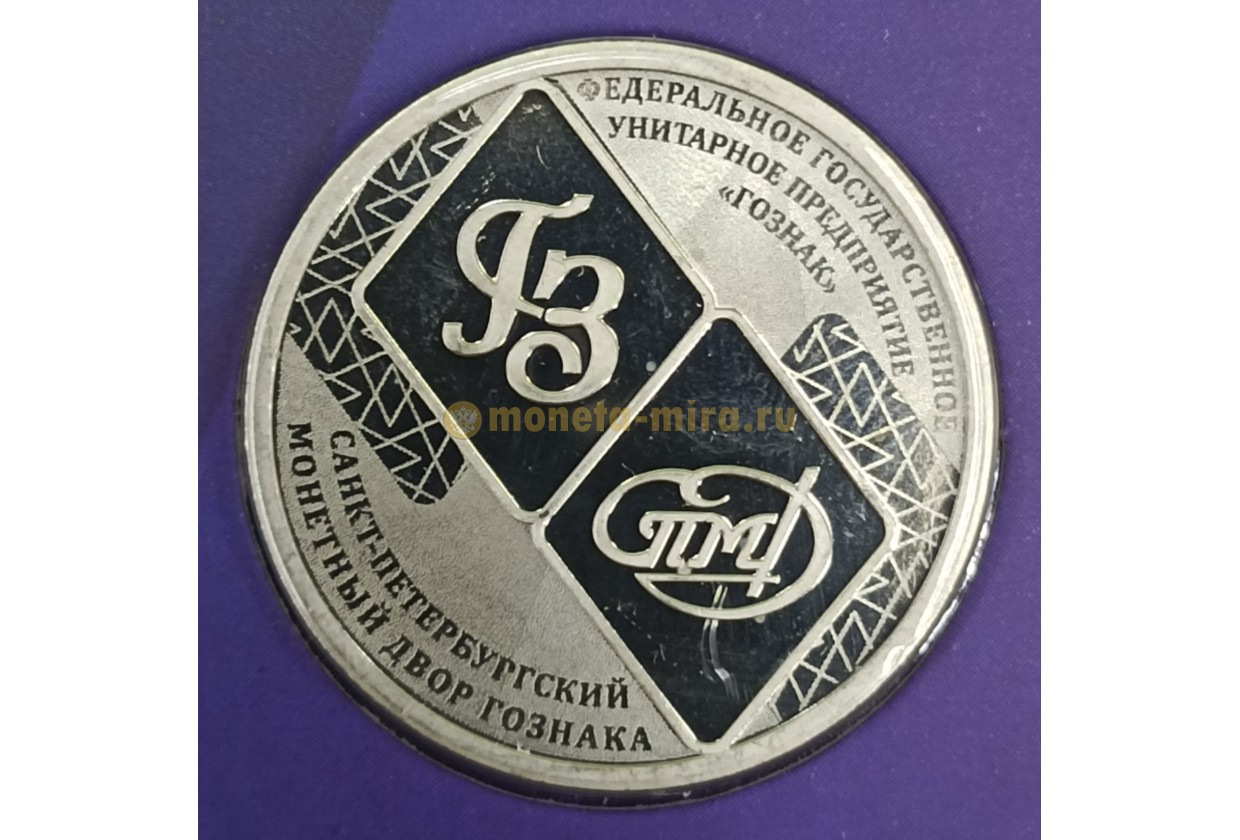 ФЕДЕРАЛЬНОЕ ГОСУДАРСТВЕННОЕ
УНИТАРНОЕ ПРЕДПРИЯТИЕ
«ГОЗНАК»
ГЗ
moneta-mira.ru
СПМД
САНКТ-ПЕТЕРБУРГСКИЙ
МОНЕТНЫЙ ДВОР ГОЗНАКА